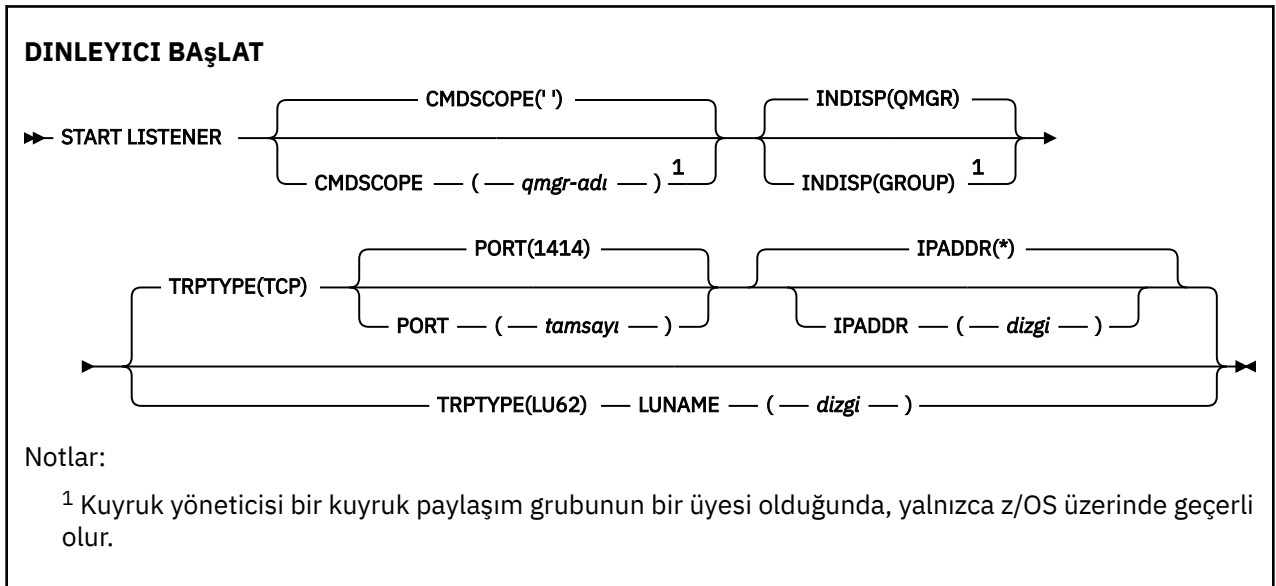 DINLEYICI BAşLAT
CMDSCOPE(' ') INDISP(QMGR)
START LISTENER
CMDSCOPE ( qmgr-adı ) 1 INDISP(GROUP) 1
PORT(1414) IPADDR(*)
TRPTYPE(TCP)
PORT ( tamsayı ) IPADDR ( dizgi )
TRPTYPE(LU62) LUNAME ( dizgi )
Notlar:
1 Kuyruk yöneticisi bir kuyruk paylaşım grubunun bir üyesi olduğunda, yalnızca z/OS üzerinde geçerli
olur.